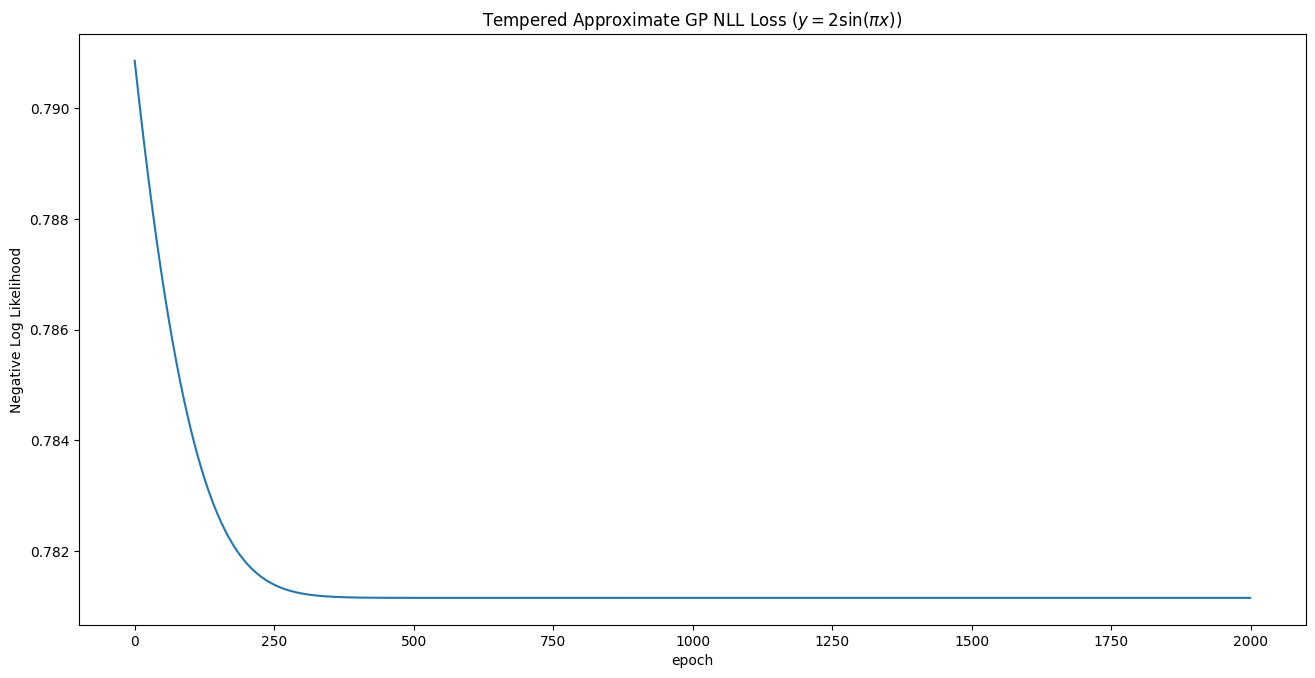 Tempered Approximate GP NLL Loss (y = 2sin(πx))
Negative Log Likelihood
0.790
0.788
0.786
0.784
0.782
0 250 500 750 1000 1250 1500 1750 2000
epoch